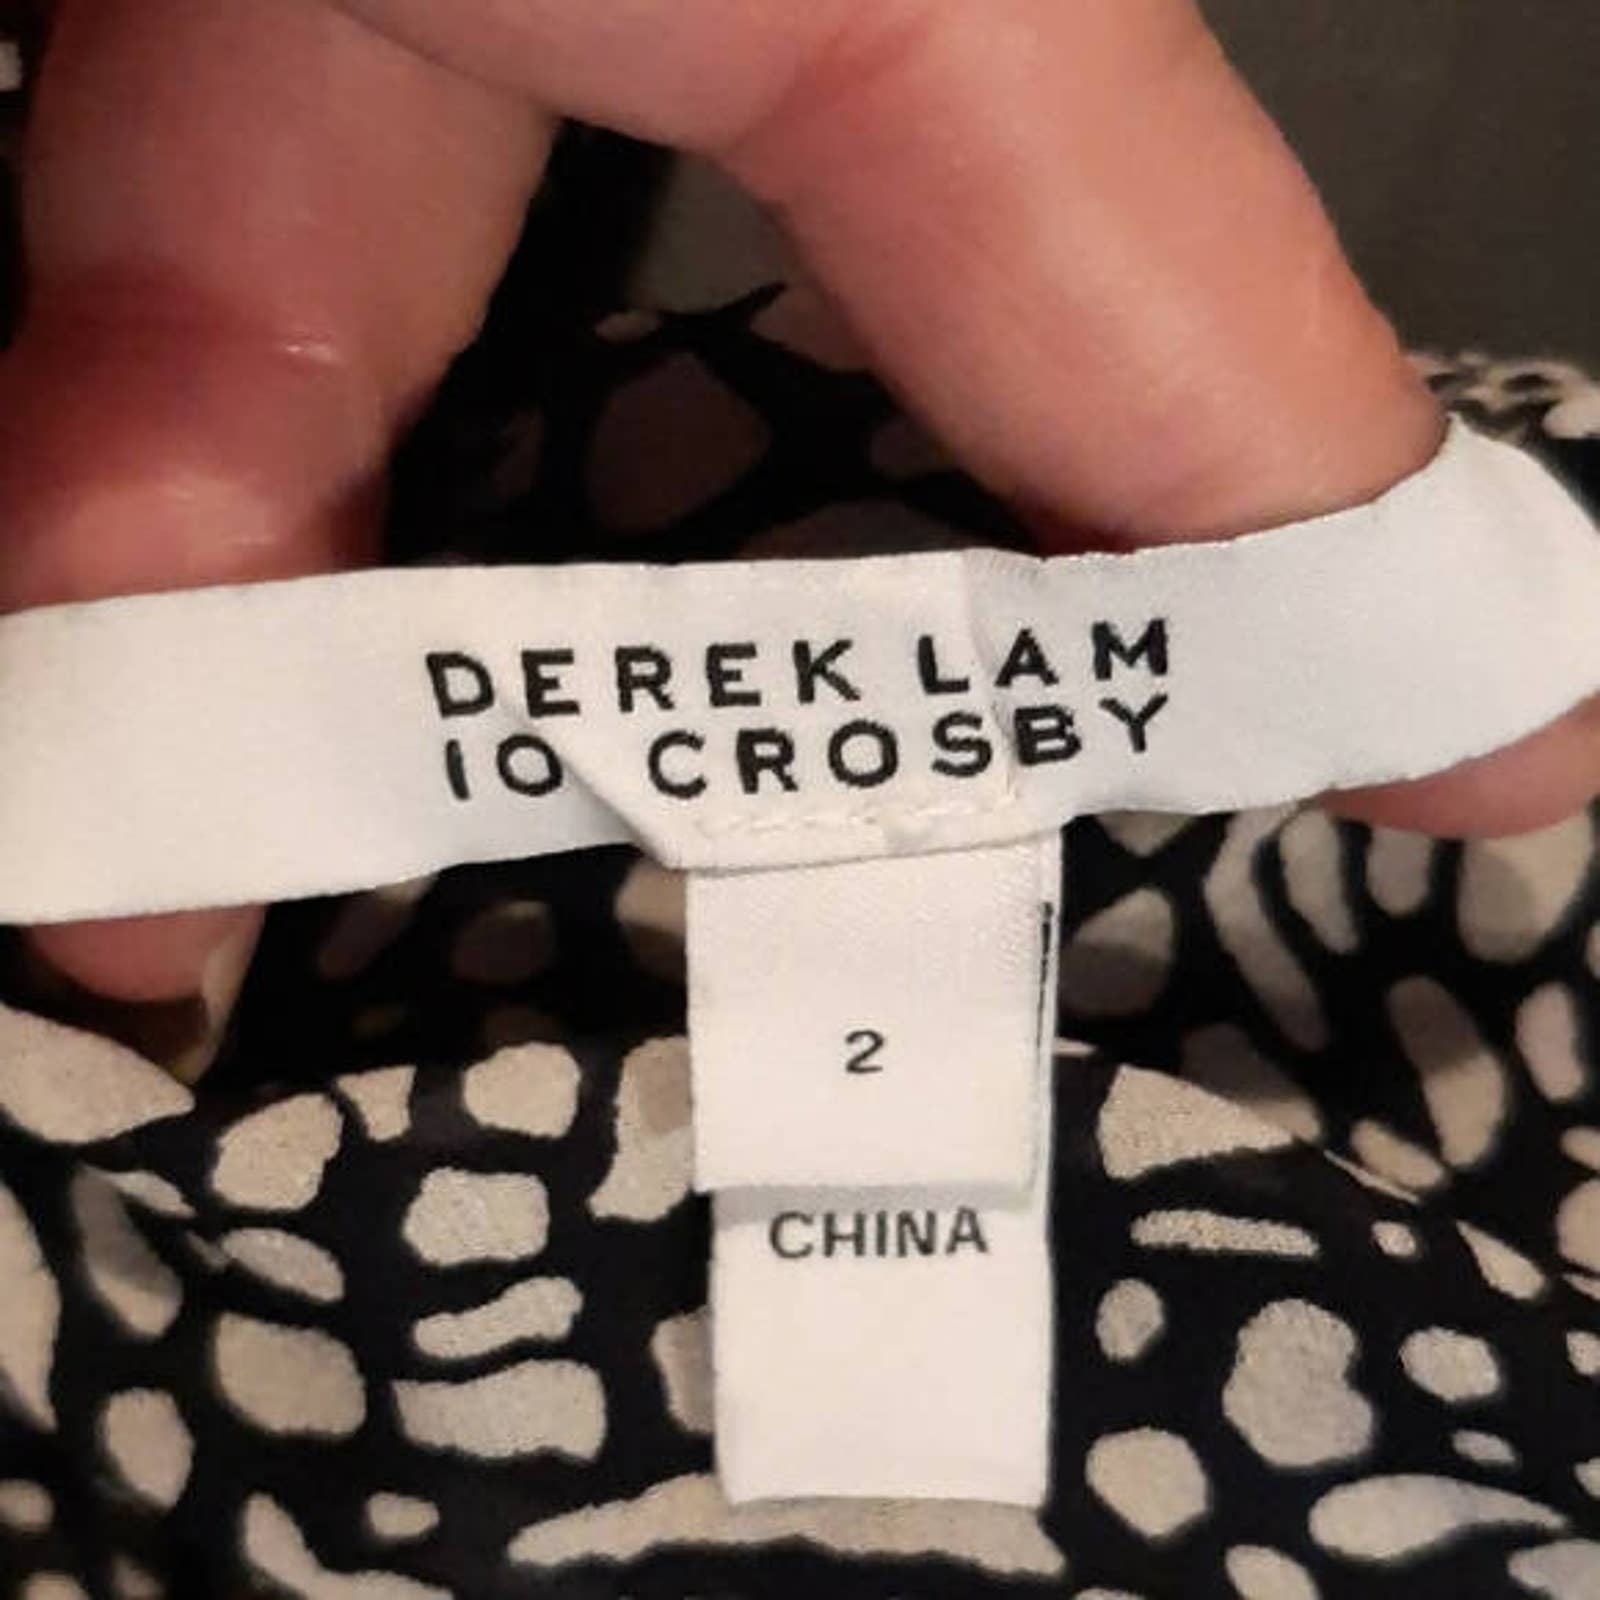 DEREK LAM
10 CROSBY
2
CHINA